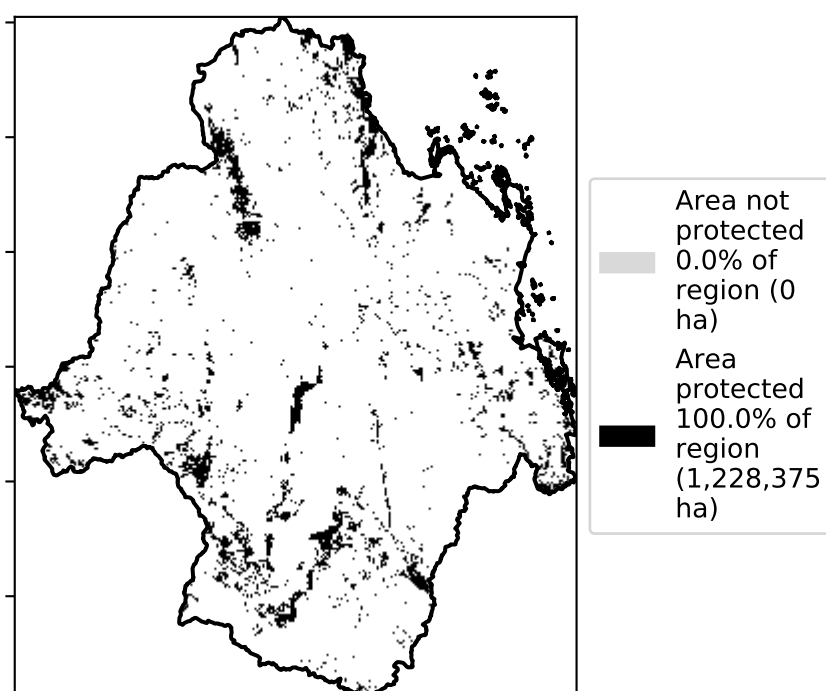 Area not
protected
0.0% of
region (0
ha)
Area
protected
100.0% of
region
(1,228,375
ha)